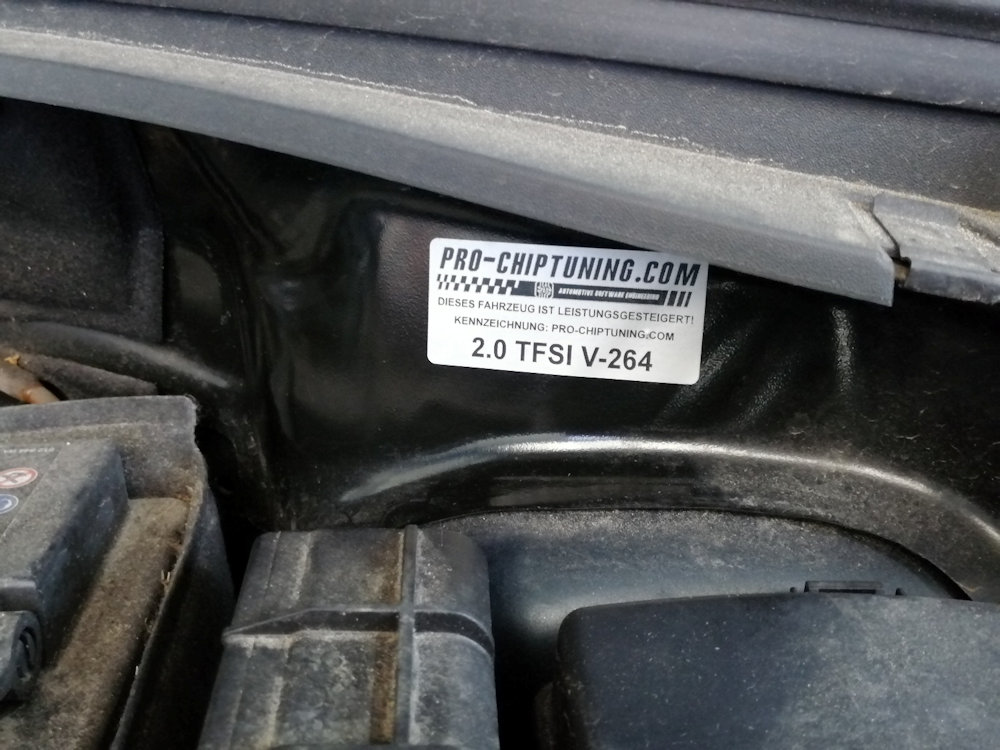 PRO-CHIPTUNING.COM
AUTOMOTIVE SOFTWARE ENGINEERING
DIESES FAHRZEUG IST LEISTUNGSGESTEIGERT!
KENNZEICHNUNG: PRO-CHIPTUNING.COM
2.0 TFSI V-264